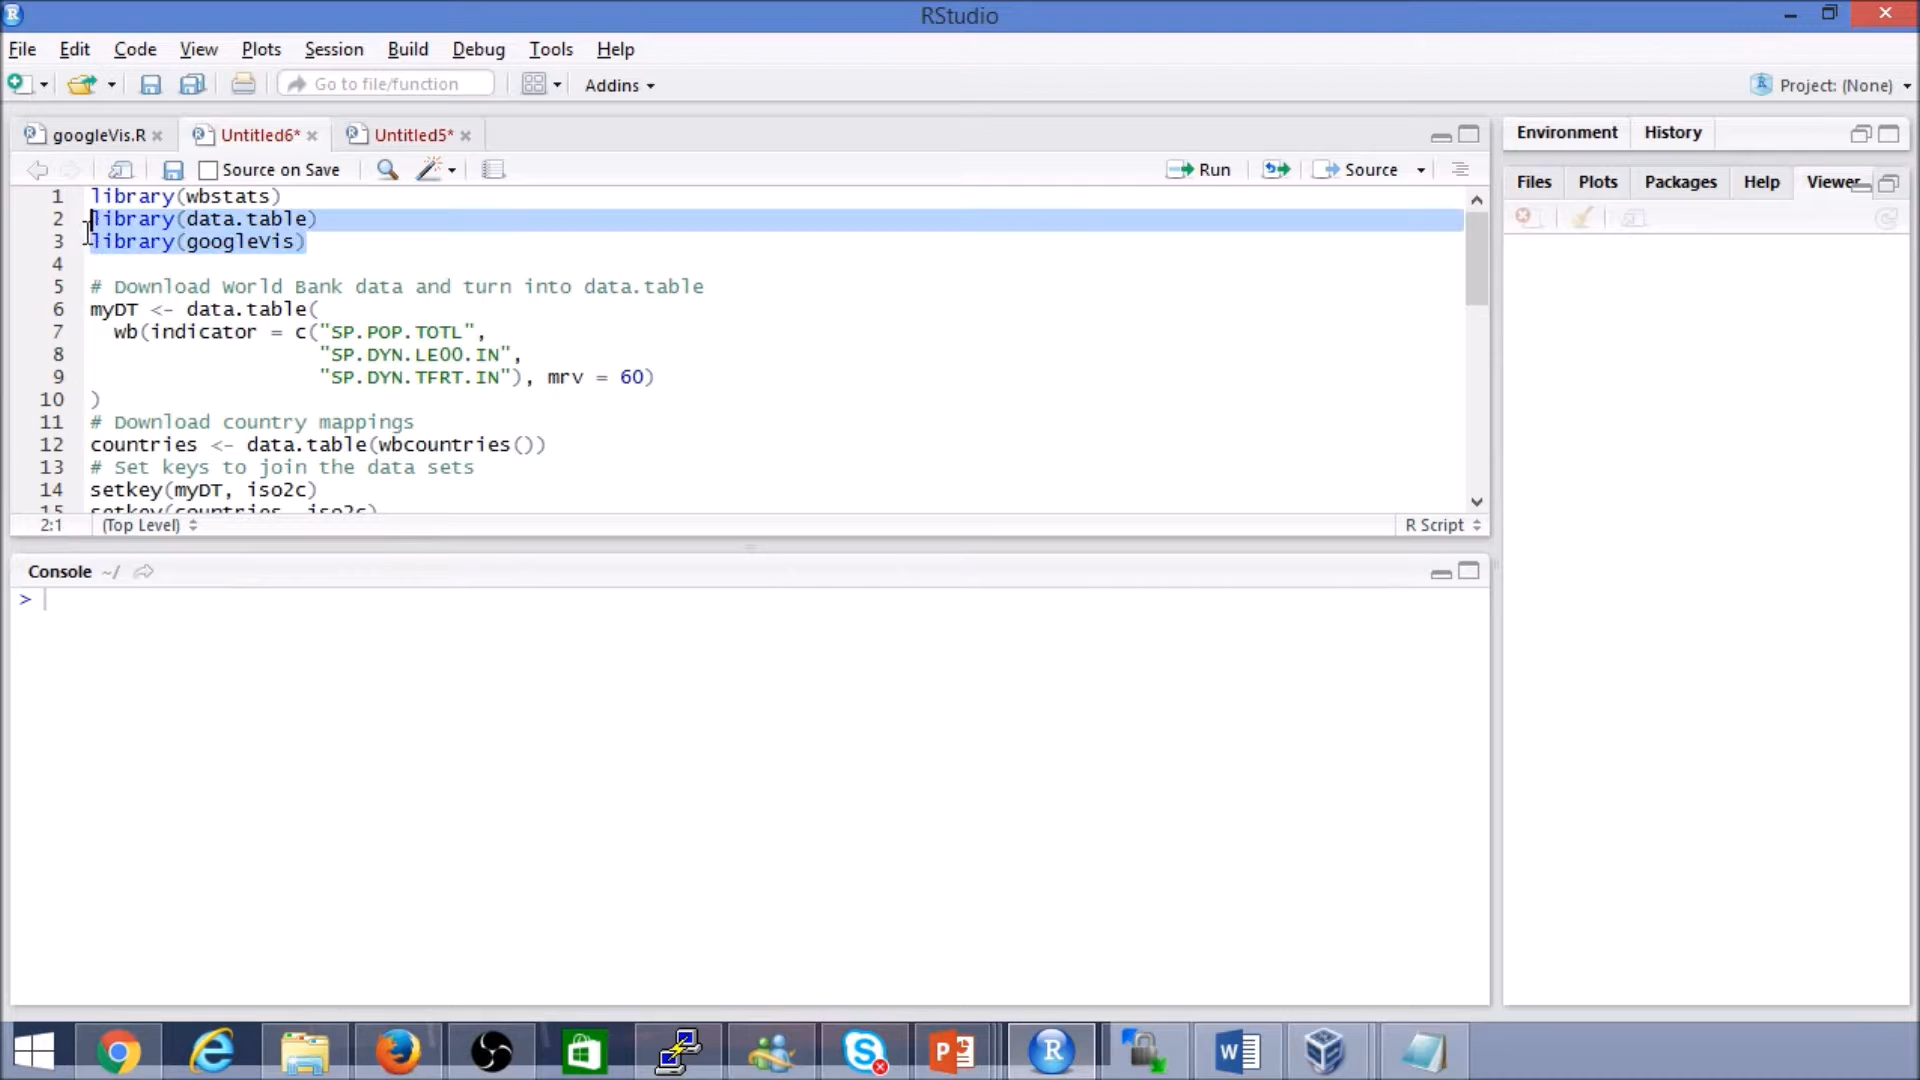 RStudio
File Edit Code View Plots Session Build Debug Tools Help
Go to file/function Addins Project: (None)
googleVis.R Untitled6* Untitled5*
Source on Save Run Source
1 library(wbstats)
2 library(data.table)
3 library(googleVis)
4
5 # Download World Bank data and turn into data.table
6 myDT <- data.table(
7 wb(indicator = c("SP.POP.TOTL",
8 "SP.DYN.LE00.IN",
9 "SP.DYN.TFRT.IN"), mrv = 60)
10 )
11 # Download country mappings
12 countries <- data.table(wbcountries())
13 # Set keys to join the data sets
14 setkey(myDT, iso2c)
15 setkey(countries, iso2c)
2:1 (Top Level) R Script
Console ~/
>
Environment History
Files Plots Packages Help Viewer